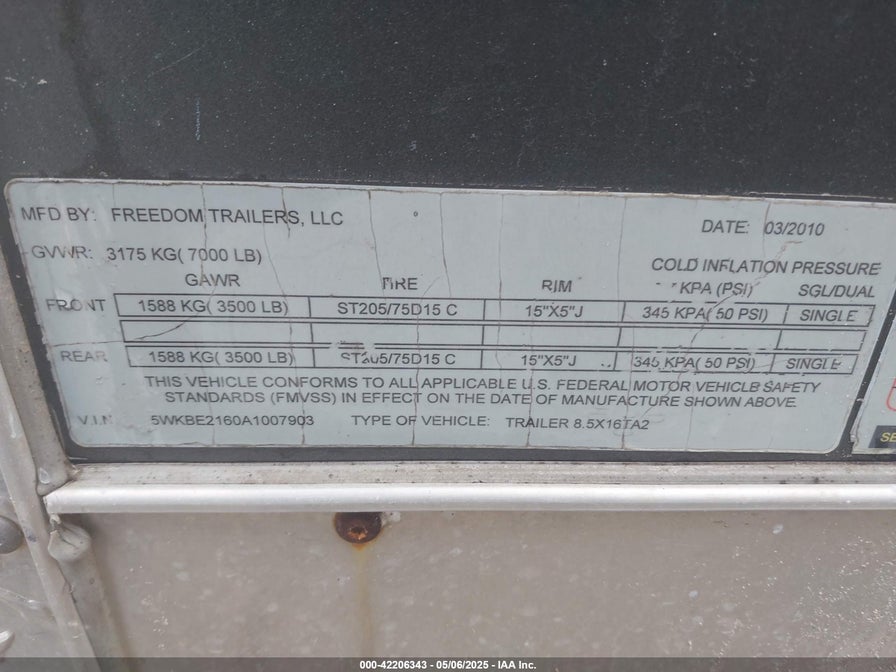 MFD BY: FREEDOM TRAILERS, LLC
DATE: 03/2010
GVWR: 3175 KG( 7000 LB)
COLD INFLATION PRESSURE
GAWR TIRE RIM KPA (PSI) SGL/DUAL
FRONT 1588 KG( 3500 LB) ST205/75D15 C 15"X5"J 345 KPA( 50 PSI) SINGLE
REAR 1588 KG( 3500 LB) ST205/75D15 C 15"X5"J 345 KPA( 50 PSI) SINGLE
THIS VEHICLE CONFORMS TO ALL APPLICABLE U.S. FEDERAL MOTOR VEHICLE SAFETY
STANDARDS (FMVSS) IN EFFECT ON THE DATE OF MANUFACTURE SHOWN ABOVE.
V.I.N. 5WKBE2160A1007903 TYPE OF VEHICLE: TRAILER 8.5X16TA2
000-42206343 — 05/06/2025 — IAA Inc.